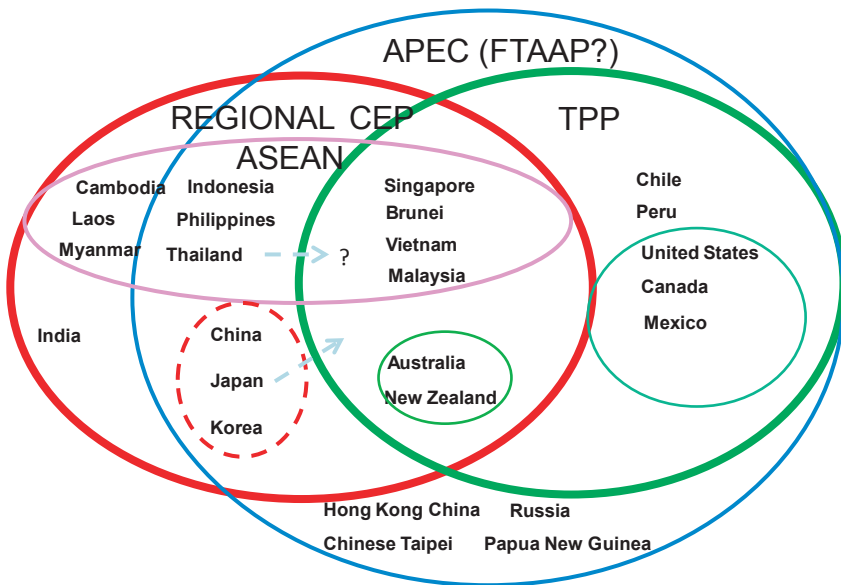 APEC (FTAAP?)
REGIONAL CEP
TPP
ASEAN
Cambodia
Indonesia
Singapore
Chile
Laos
Philippines
Brunei
Peru
Myanmar
Thailand
?
Vietnam
United States
Malaysia
Canada
India
China
Mexico
Japan
Australia
Korea
New Zealand
Hong Kong China
Russia
Chinese Taipei
Papua New Guinea